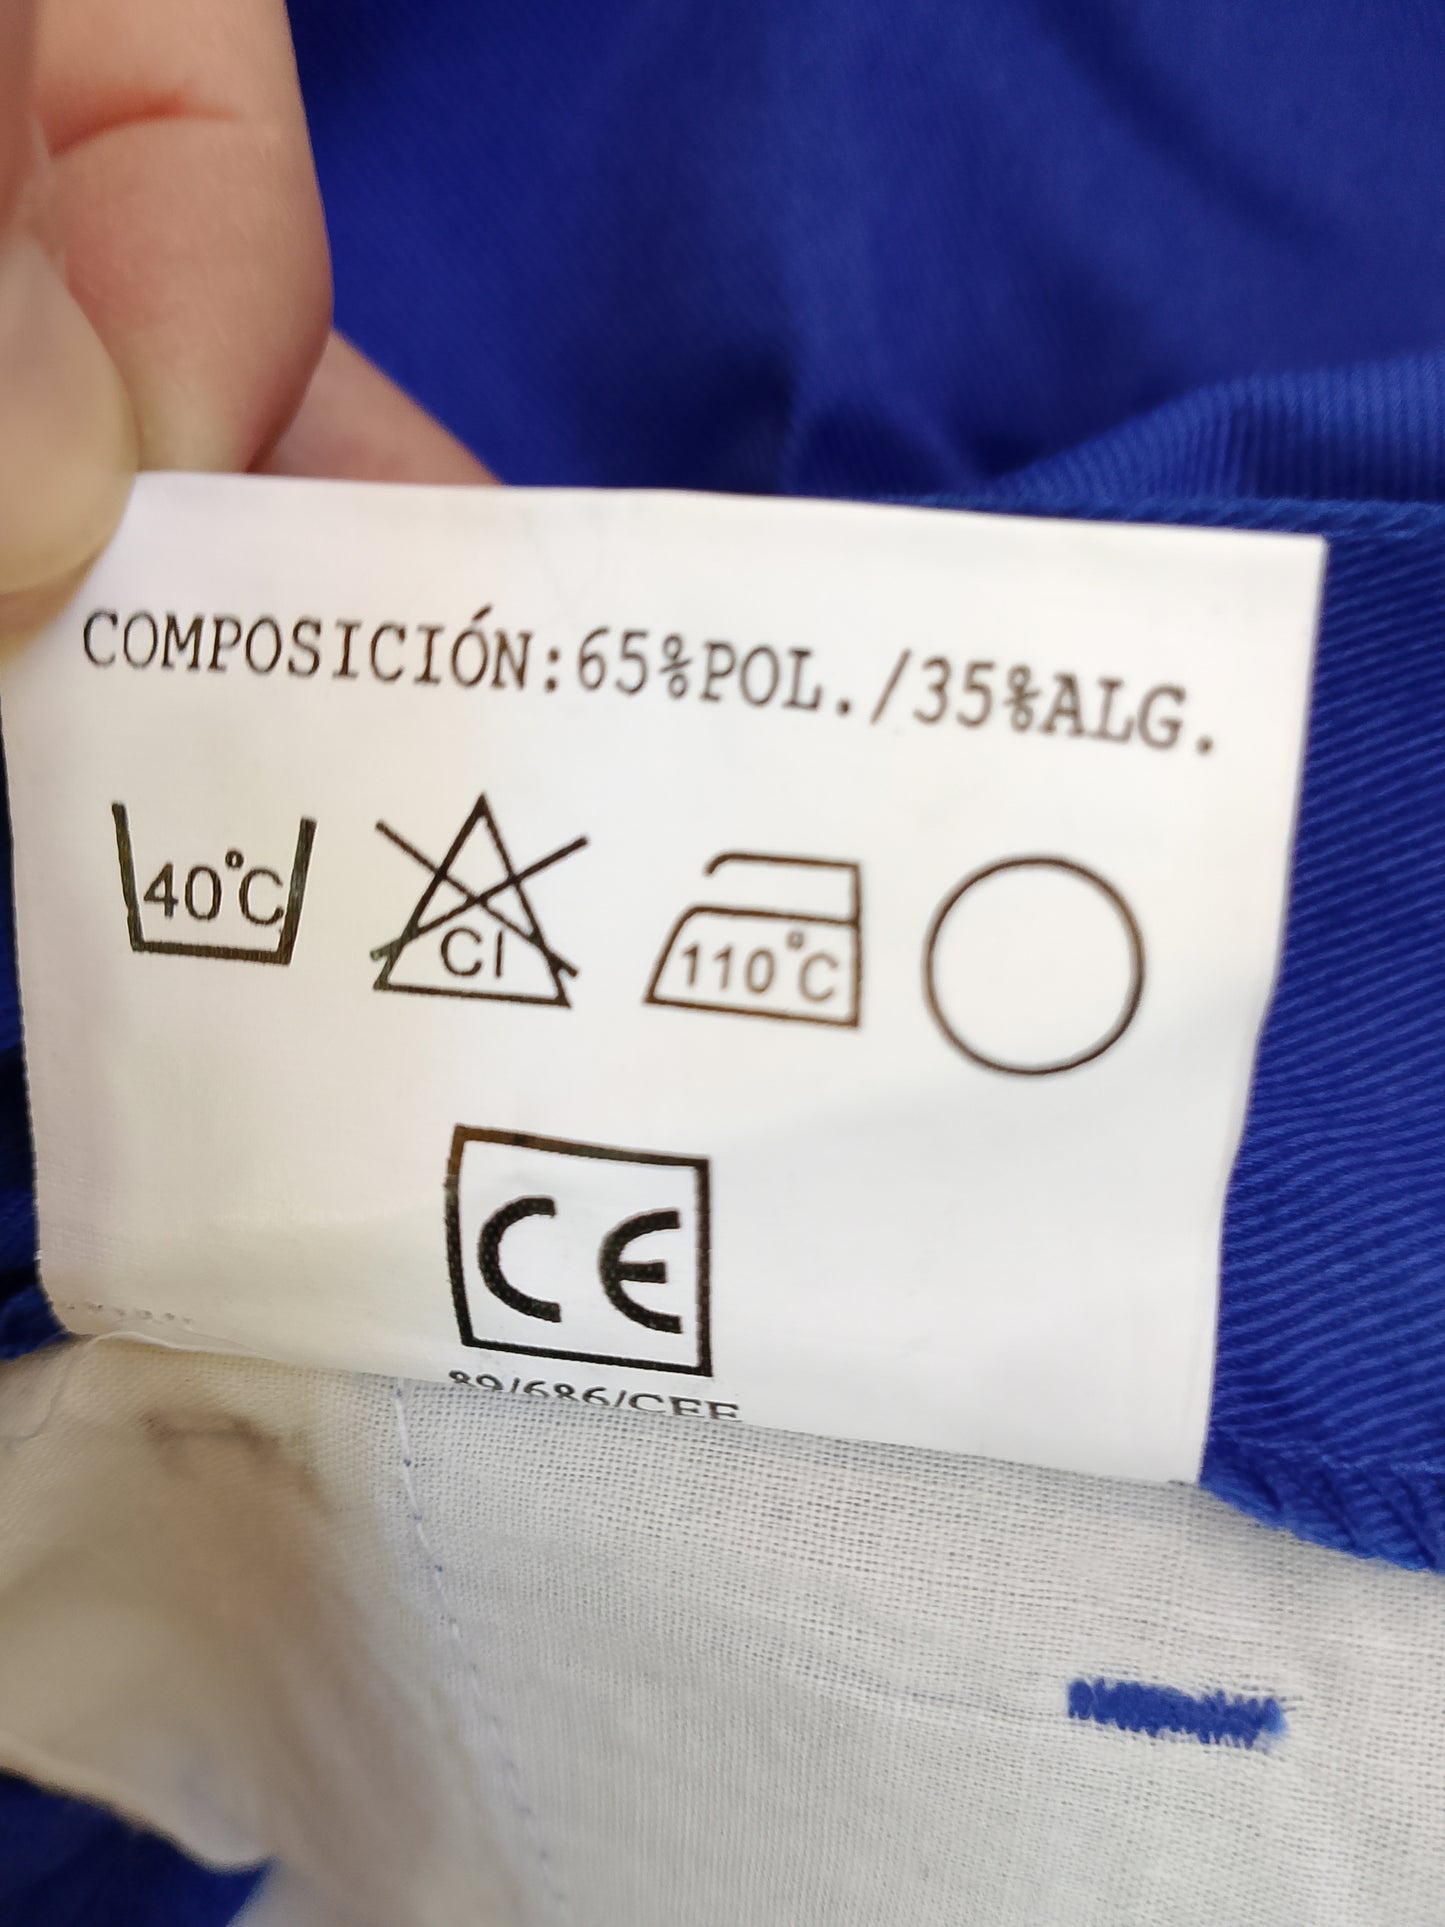 COMPOSICIÓN:65%POL./35%ALG.
40°C
Cl
110°C
CE
89/686/CEE